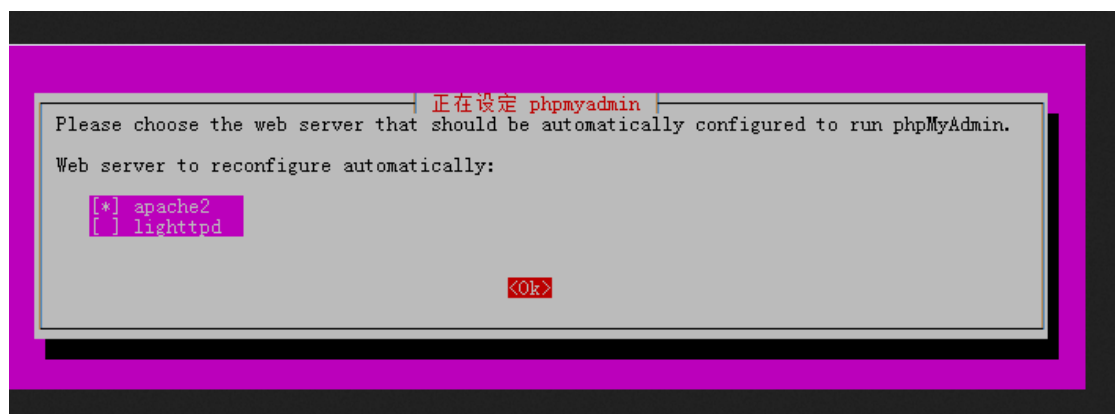 正在设定 phpmyadmin
Please choose the web server that should be automatically configured to run phpMyAdmin.
Web server to reconfigure automatically:
[*] apache2
[ ] lighttpd
<Ok>